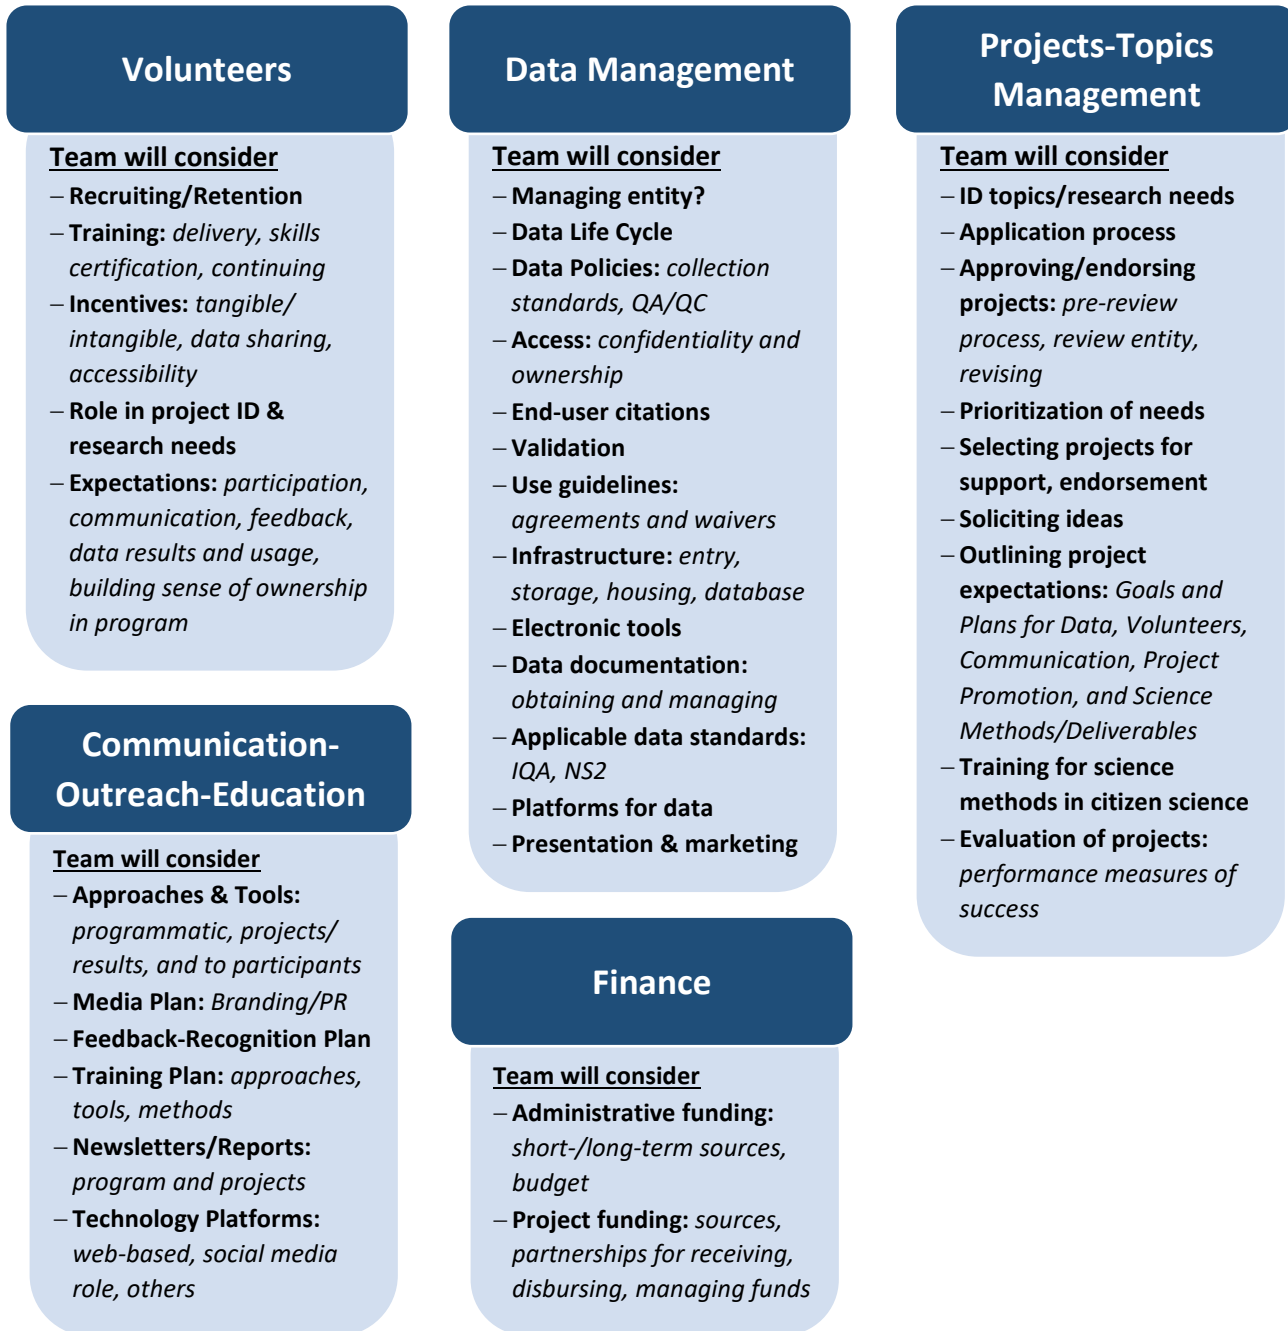 Volunteers
Team will consider
– Recruiting/Retention
– Training: delivery, skills
certification, continuing
– Incentives: tangible/
intangible, data sharing,
accessibility
– Role in project ID &
research needs
– Expectations: participation,
communication, feedback,
data results and usage,
building sense of ownership
in program
Communication-
Outreach-Education
Team will consider
– Approaches & Tools:
programmatic, projects/
results, and to participants
– Media Plan: Branding/PR
– Feedback-Recognition Plan
– Training Plan: approaches,
tools, methods
– Newsletters/Reports:
program and projects
– Technology Platforms:
web-based, social media
role, others
Data Management
Team will consider
– Managing entity?
– Data Life Cycle
– Data Policies: collection
standards, QA/QC
– Access: confidentiality and
ownership
– End-user citations
– Validation
– Use guidelines:
agreements and waivers
– Infrastructure: entry,
storage, housing, database
– Electronic tools
– Data documentation:
obtaining and managing
– Applicable data standards:
IQA, NS2
– Platforms for data
– Presentation & marketing
Finance
Team will consider
– Administrative funding:
short-/long-term sources,
budget
– Project funding: sources,
partnerships for receiving,
disbursing, managing funds
Projects-Topics
Management
Team will consider
– ID topics/research needs
– Application process
– Approving/endorsing
projects: pre-review
process, review entity,
revising
– Prioritization of needs
– Selecting projects for
support, endorsement
– Soliciting ideas
– Outlining project
expectations: Goals and
Plans for Data, Volunteers,
Communication, Project
Promotion, and Science
Methods/Deliverables
– Training for science
methods in citizen science
– Evaluation of projects:
performance measures of
success